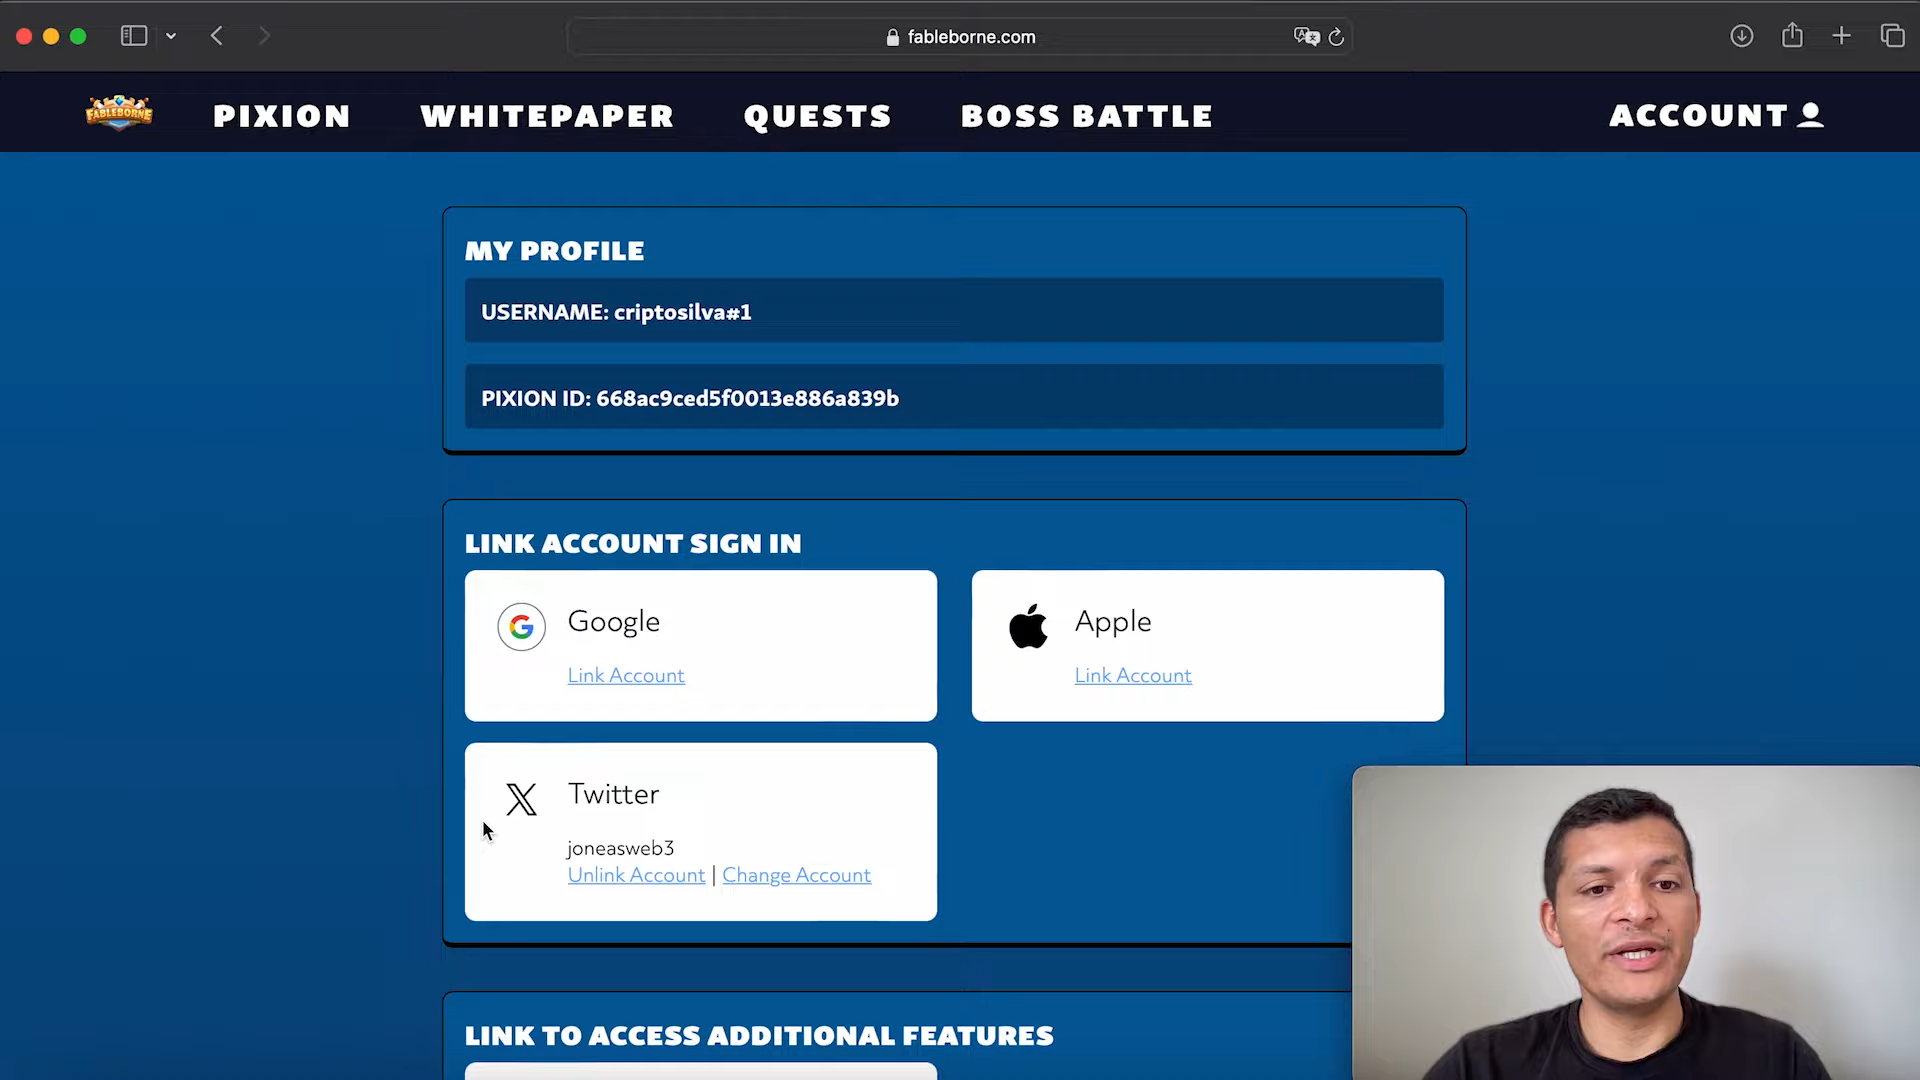 fableborne.com
FABLEBORNE
PIXION
WHITEPAPER
QUESTS
BOSS BATTLE
ACCOUNT
MY PROFILE
USERNAME: criptosilva#1
PIXION ID: 668ac9ced5f0013e886a839b
LINK ACCOUNT SIGN IN
Google
Link Account
Apple
Link Account
Twitter
joneasweb3
Unlink Account | Change Account
LINK TO ACCESS ADDITIONAL FEATURES